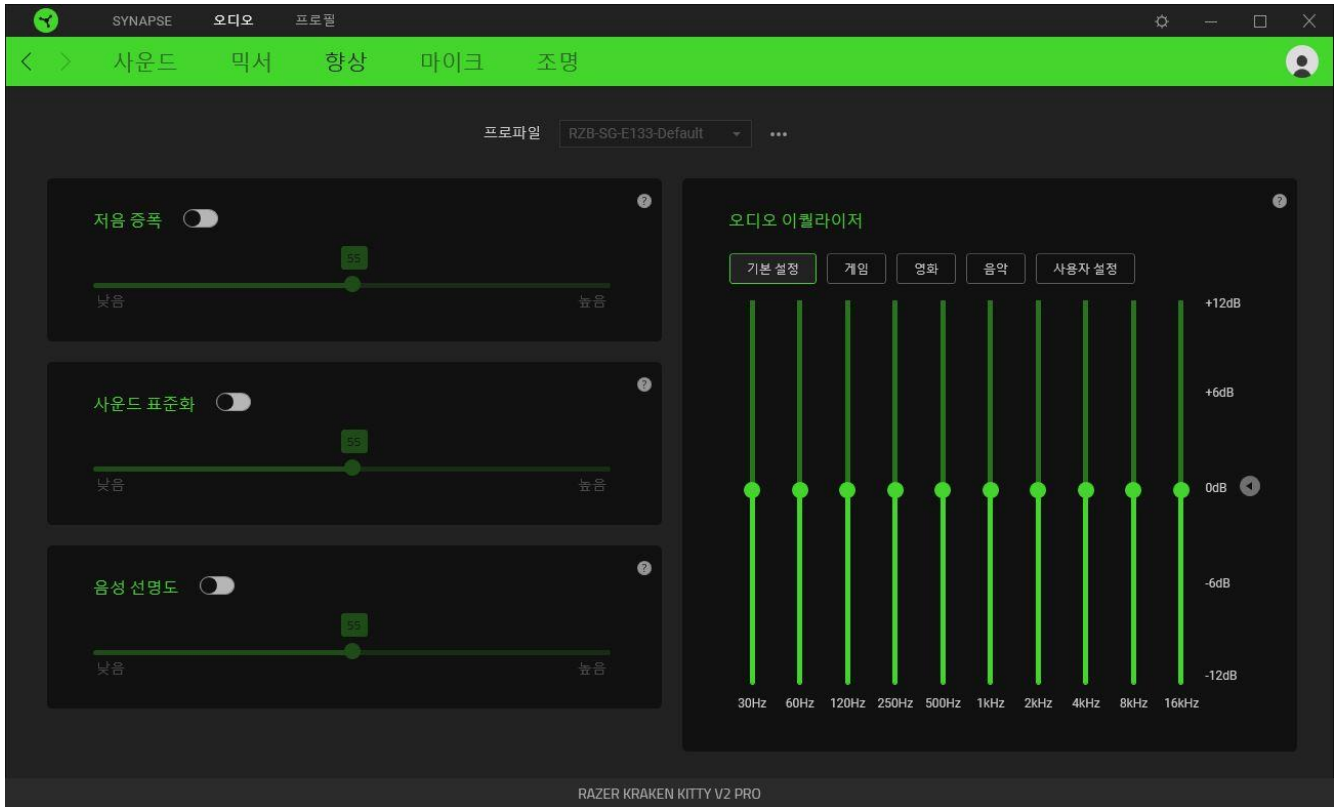 SYNAPSE 오디오 프로필
사운드 믹서 향상 마이크 조명
프로파일 RZB-SG-E133-Default
저음 증폭
55
낮음 높음
사운드 표준화
55
낮음 높음
음성 선명도
55
낮음 높음
오디오 이퀄라이저
기본 설정 게임 영화 음악 사용자 설정
+12dB
+6dB
0dB
-6dB
-12dB
30Hz 60Hz 120Hz 250Hz 500Hz 1kHz 2kHz 4kHz 8kHz 16kHz
RAZER KRAKEN KITTY V2 PRO